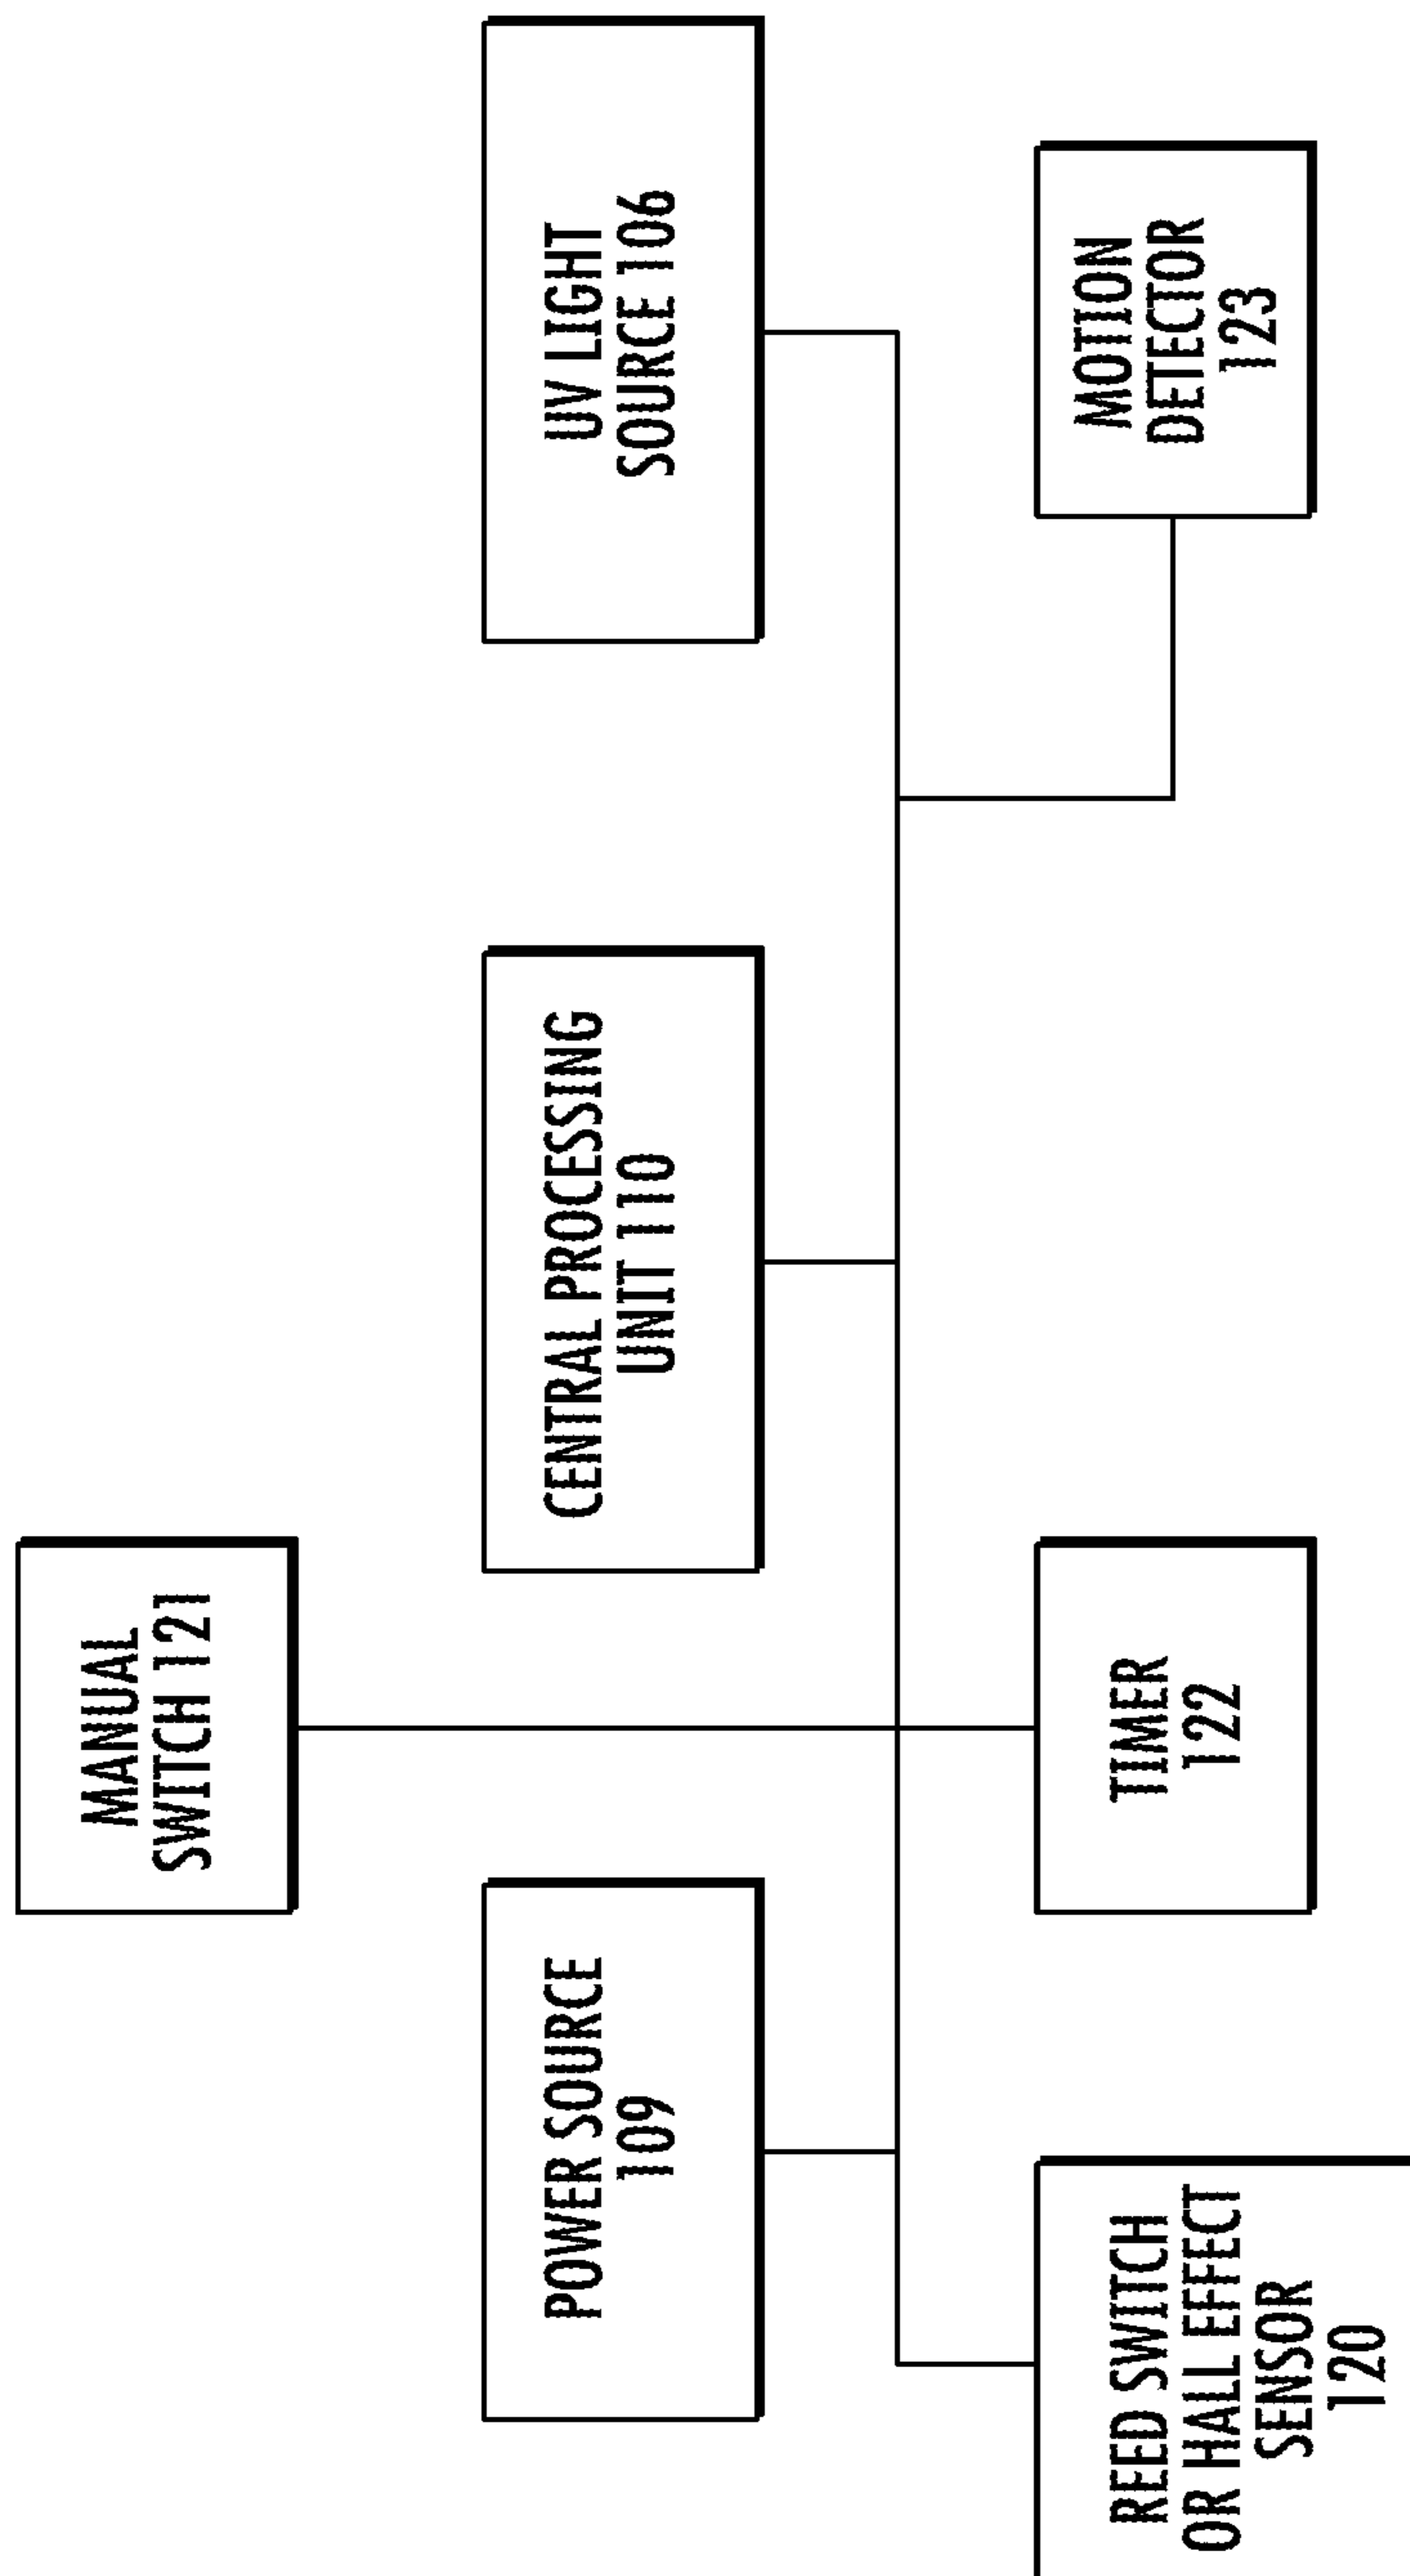 MANUAL
SWITCH 121
POWER SOURCE
109
CENTRAL PROCESSING
UNIT 110
UV LIGHT
SOURCE 106
REED SWITCH
OR HALL EFFECT
SENSOR
120
TIMER
122
MOTION
DETECTOR
123